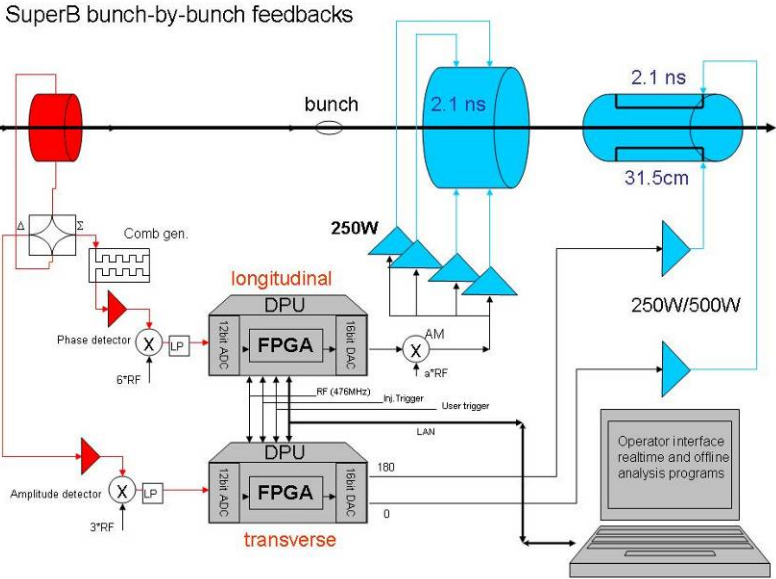 SuperB bunch-by-bunch feedbacks
2.1 ns
2.1 ns
bunch
31.5cm
Δ
Σ
Comb gen.
250W
longitudinal
250W/500W
DPU
Phase detector
X
LP
12bit ADC
FPGA
16bit DAC
AM
X
6*RF
a*RF
RF (476MHz)
Inj.Trigger
User trigger
LAN
DPU
180
Operator interface
realtime and offline
analysis programs
Amplitude detector
X
LP
12bit ADC
FPGA
16bit DAC
0
3*RF
transverse